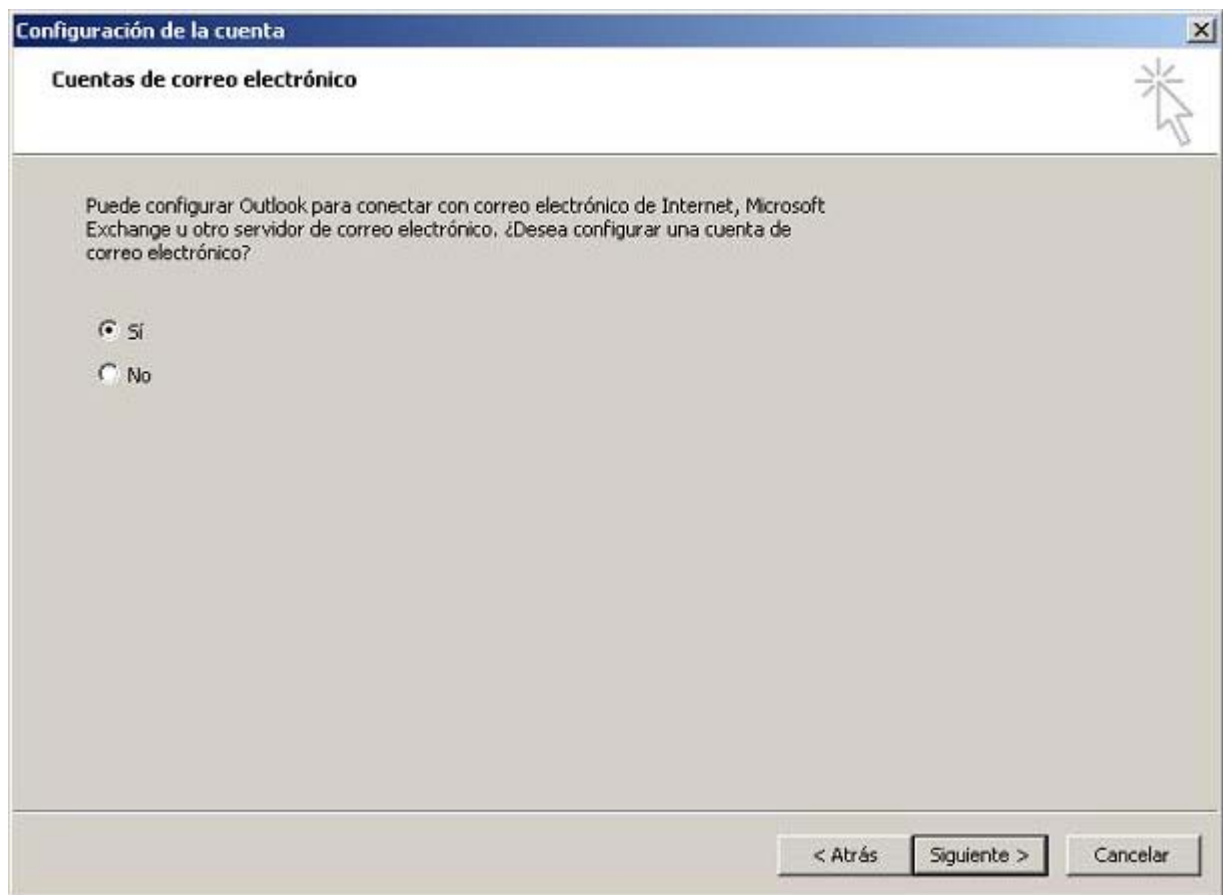 Configuración de la cuenta
Cuentas de correo electrónico
Puede configurar Outlook para conectar con correo electrónico de Internet, Microsoft
Exchange u otro servidor de correo electrónico. ¿Desea configurar una cuenta de
correo electrónico?
Sí
No
< Atrás
Siguiente >
Cancelar